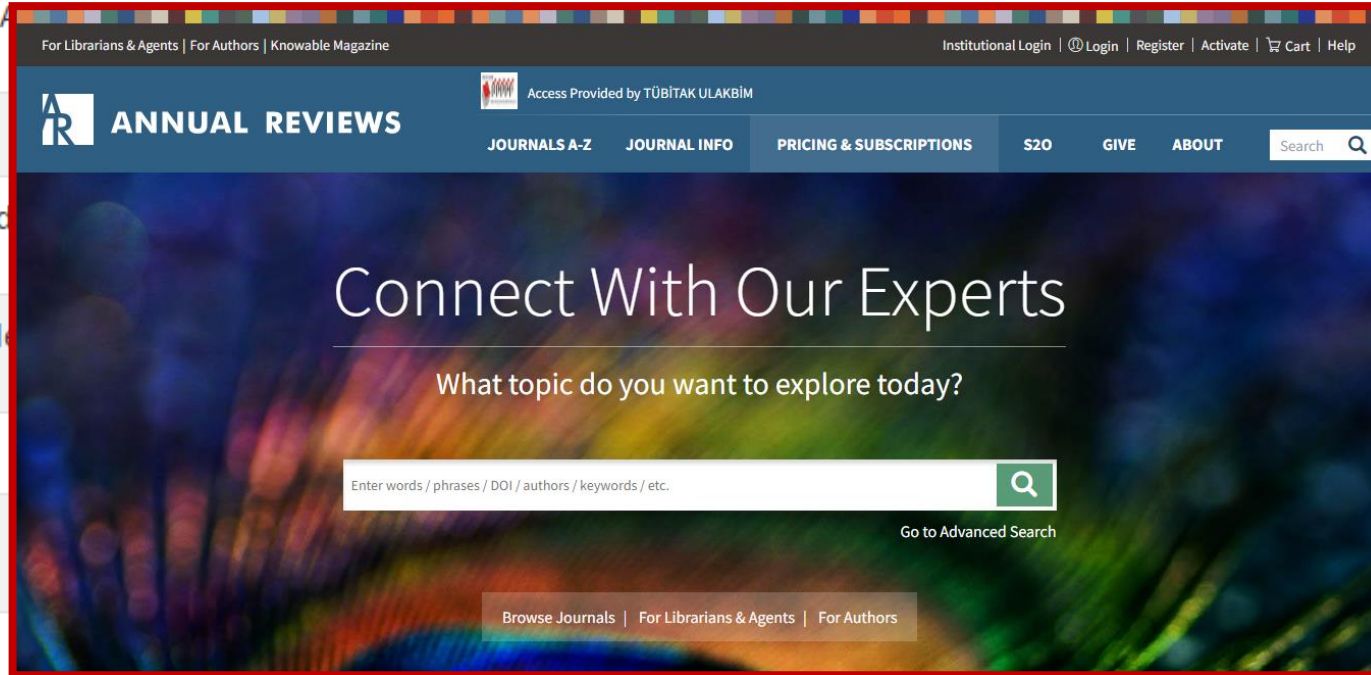 For Librarians & Agents | For Authors | Knowable Magazine
Institutional Login | Login | Register | Activate | Cart | Help
Access Provided by TÜBİTAK ULAKBİM
AR ANNUAL REVIEWS
JOURNALS A-Z JOURNAL INFO PRICING & SUBSCRIPTIONS S2O GIVE ABOUT Search
Connect With Our Experts
What topic do you want to explore today?
Enter words / phrases / DOI / authors / keywords / etc.
Go to Advanced Search
Browse Journals | For Librarians & Agents | For Authors